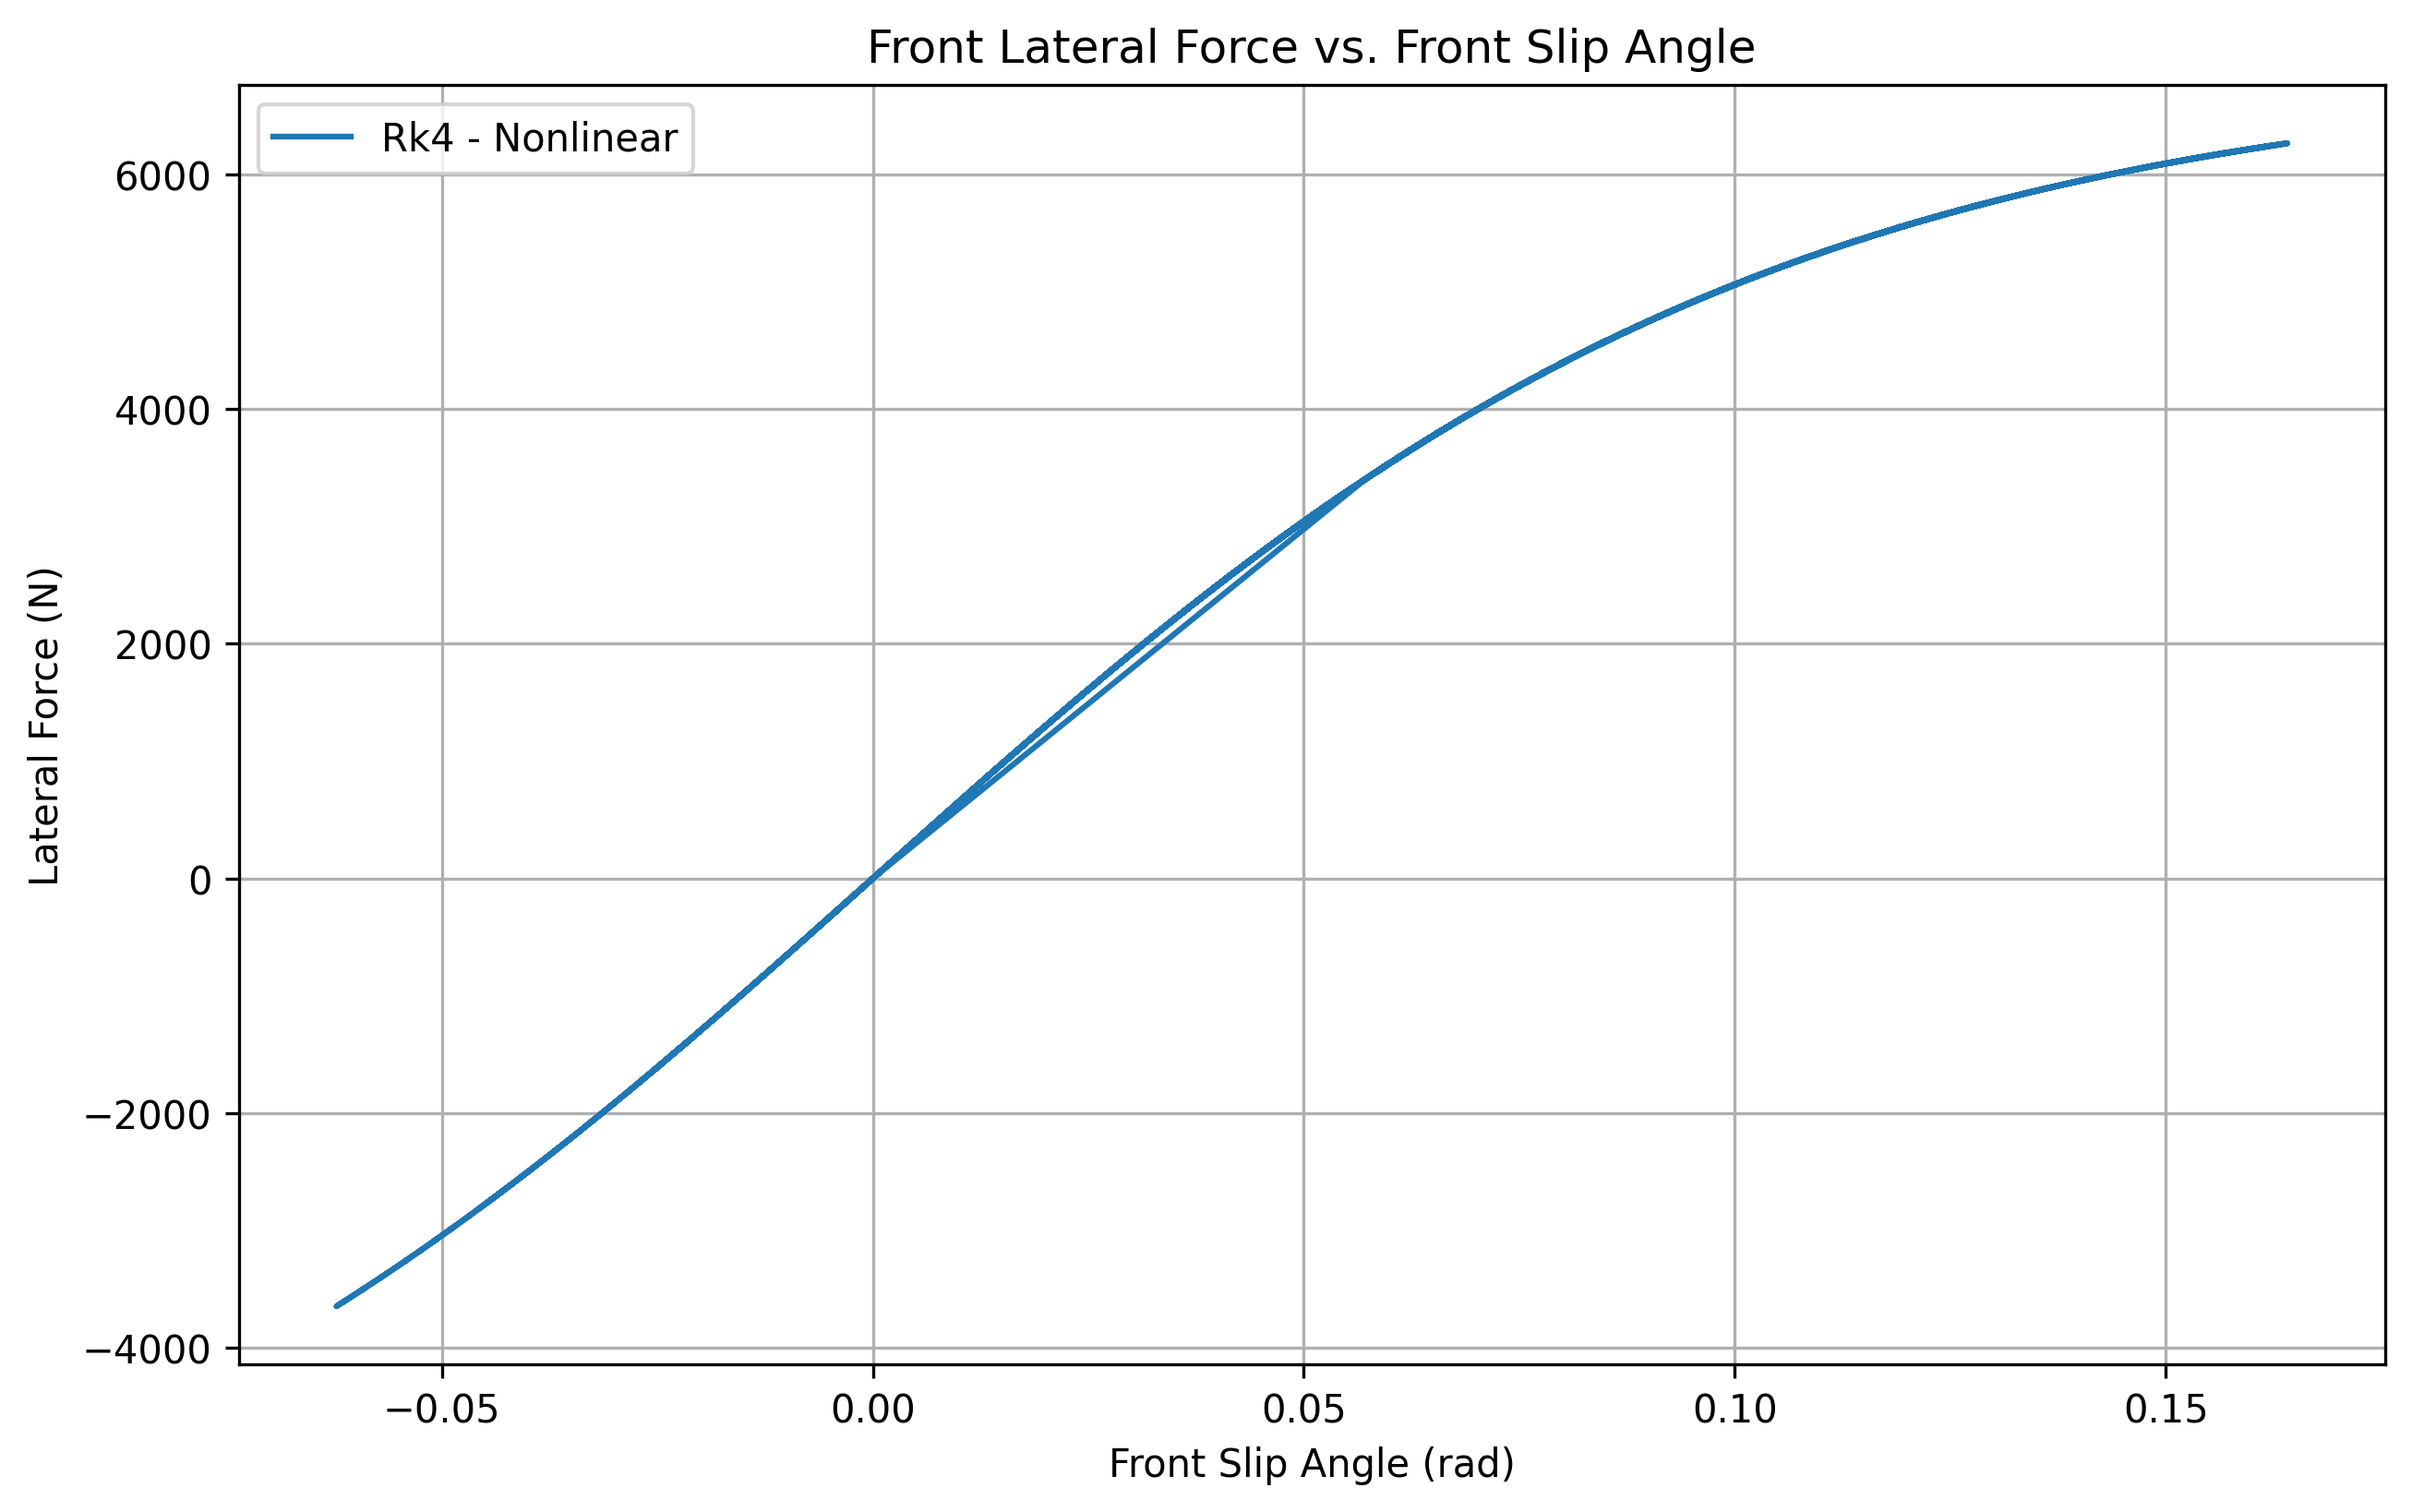 Front Lateral Force vs. Front Slip Angle
Rk4 - Nonlinear
6000
4000
2000
0
−2000
−4000
Lateral Force (N)
−0.05 0.00 0.05 0.10 0.15
Front Slip Angle (rad)